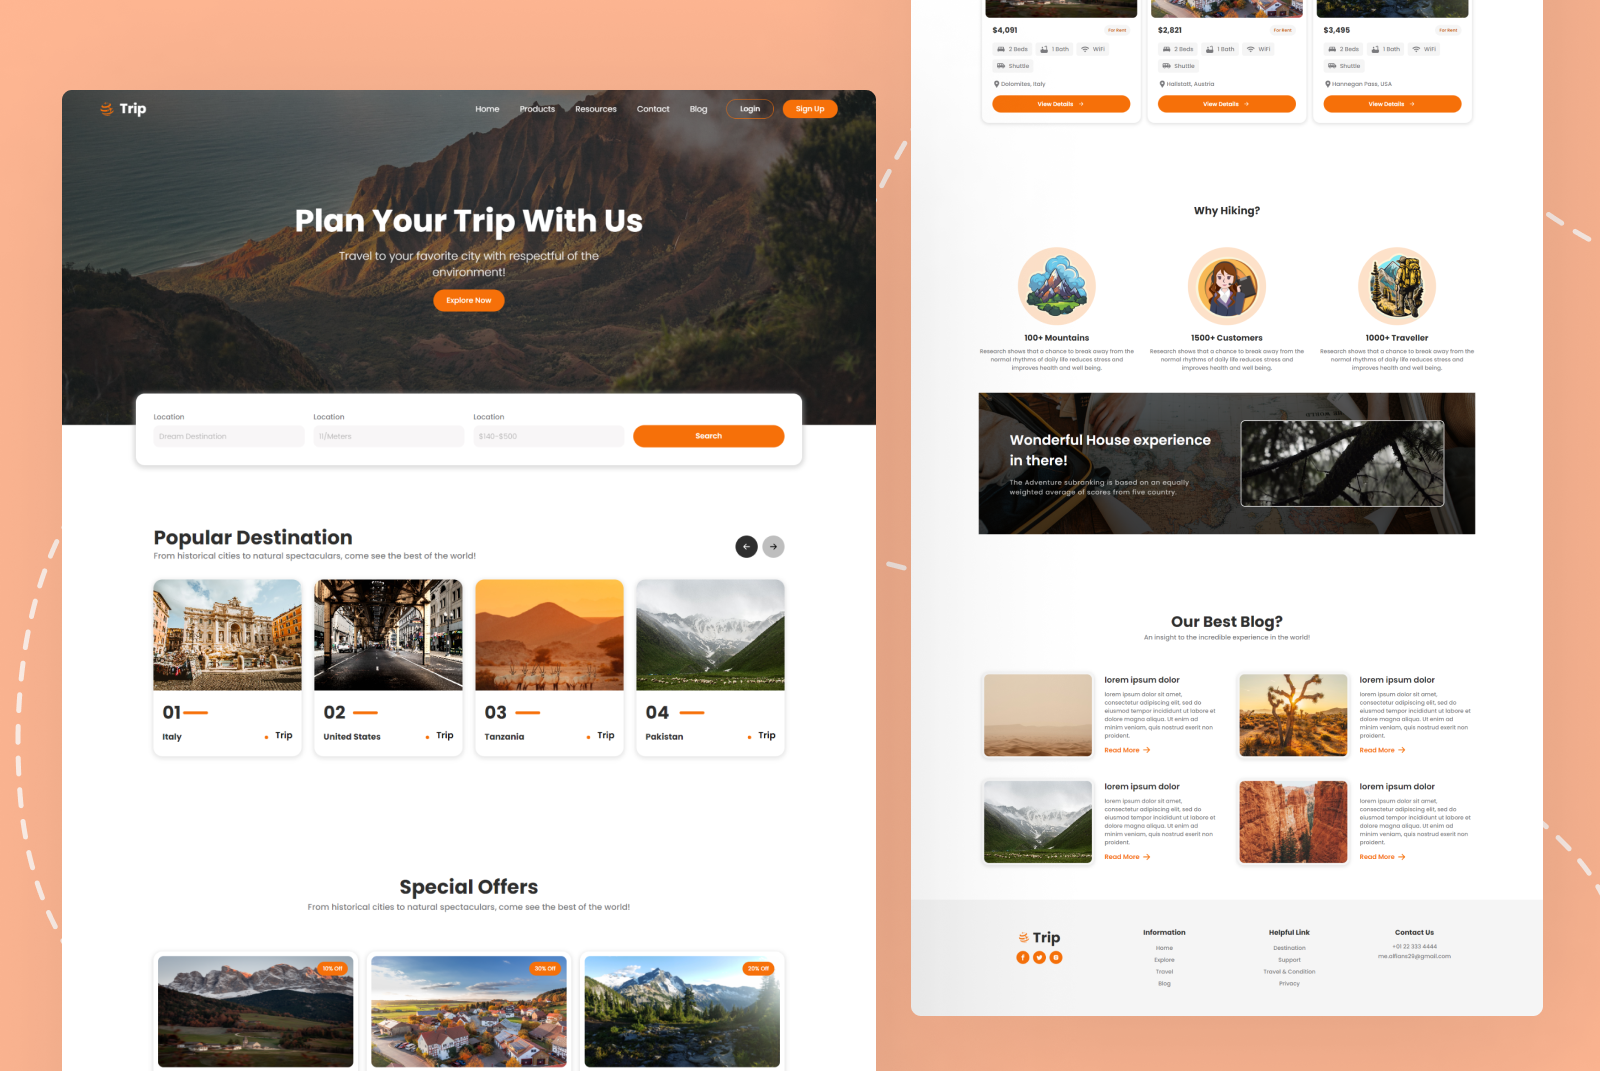 Trip
Home Products Resources Contact Blog Login Sign Up
Plan Your Trip With Us
Travel to your favorite city with respectful of the
environment!
Explore Now
Location Location Location
Dream Destination 11/Meters $140-$500 Search
Popular Destination
From historical cities to natural spectaculars, come see the best of the world!
01 02 03 04
Italy Trip United States Trip Tanzania Trip Pakistan Trip
Special Offers
From historical cities to natural spectaculars, come see the best of the world!
10% Off 30% Off 20% Off
$4,091 For Rent $2,821 For Rent $3,495 For Rent
2 Beds 1 Bath WiFi 2 Beds 1 Bath WiFi 2 Beds 1 Bath WiFi
Shuttle Shuttle Shuttle
Dolomites, Italy Hallstatt, Austria Hannegan Pass, USA
View Details View Details View Details
Why Hiking?
100+ Mountains
Research shows that a chance to break away from the
normal rhythms of daily life reduces stress and
improves health and well being.
1500+ Customers
Research shows that a chance to break away from the
normal rhythms of daily life reduces stress and
improves health and well being.
1000+ Traveller
Research shows that a chance to break away from the
normal rhythms of daily life reduces stress and
improves health and well being.
Wonderful House experience
in there!
The Adventure subranking is based on an equally
weighted average of scores from five country.
Our Best Blog?
An insight to the incredible experience in the world!
lorem ipsum dolor
lorem ipsum dolor sit amet,
consectetur adipiscing elit, sed do
eiusmod tempor incididunt ut labore et
dolore magna aliqua. Ut enim ad
minim veniam, quis nostrud exerit non
proident.
Read More
lorem ipsum dolor
lorem ipsum dolor sit amet,
consectetur adipiscing elit, sed do
eiusmod tempor incididunt ut labore et
dolore magna aliqua. Ut enim ad
minim veniam, quis nostrud exerit non
proident.
Read More
lorem ipsum dolor
lorem ipsum dolor sit amet,
consectetur adipiscing elit, sed do
eiusmod tempor incididunt ut labore et
dolore magna aliqua. Ut enim ad
minim veniam, quis nostrud exerit non
proident.
Read More
lorem ipsum dolor
lorem ipsum dolor sit amet,
consectetur adipiscing elit, sed do
eiusmod tempor incididunt ut labore et
dolore magna aliqua. Ut enim ad
minim veniam, quis nostrud exerit non
proident.
Read More
Trip
Information
Home
Explore
Travel
Blog
Helpful Link
Destination
Support
Travel & Condition
Privacy
Contact Us
+01 22 333 4444
me.olfians29@gmail.com